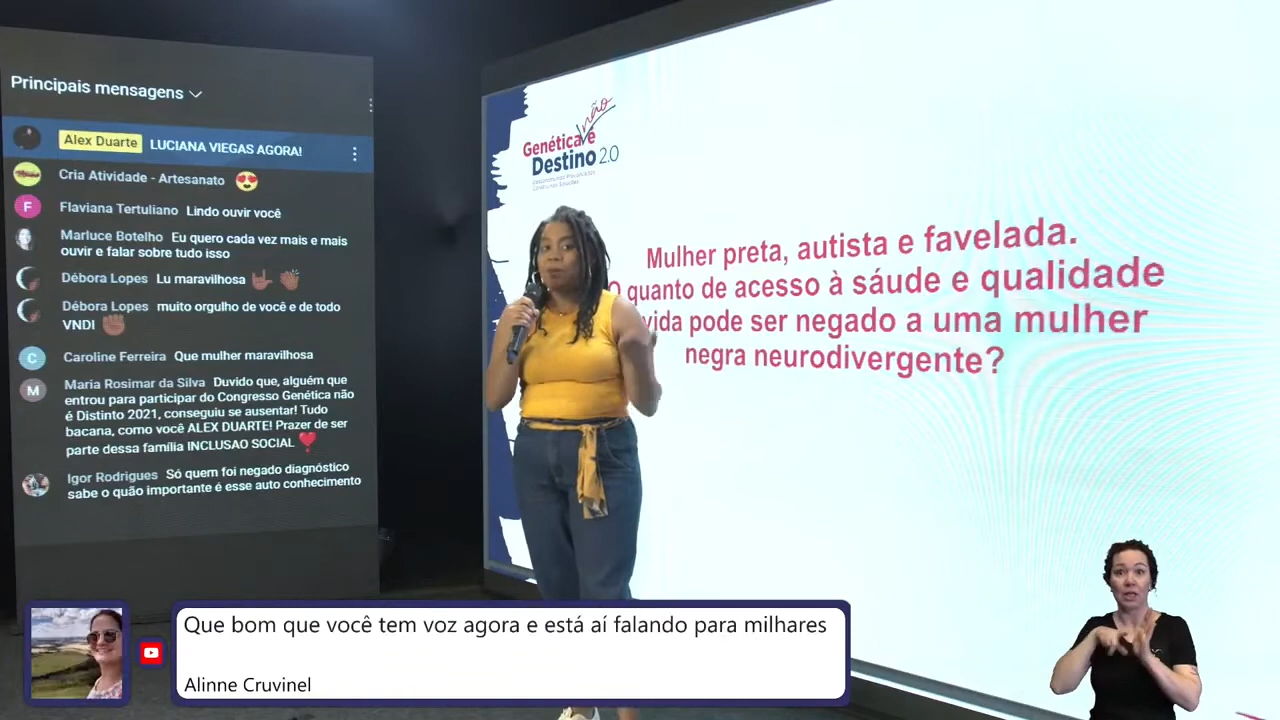 Principais mensagens
Alex Duarte LUCIANA VIEGAS AGORA!
Cria Atividade - Artesanato
F Flaviana Tertuliano Lindo ouvir você
Marluce Botelho Eu quero cada vez mais e mais
ouvir e falar sobre tudo isso
Débora Lopes Lu maravilhosa
Débora Lopes muito orgulho de você e de todo
VNDI
C Caroline Ferreira Que mulher maravilhosa
M Maria Rosimar da Silva Duvido que, alguém que
entrou para participar do Congresso Genética não
é Distinto 2021, conseguiu se ausentar! Tudo
bacana, como você ALEX DUARTE! Prazer de ser
parte dessa família INCLUSAO SOCIAL
Igor Rodrigues Só quem foi negado diagnóstico
sabe o quão importante é esse auto conhecimento
não
Genética é
Destino 2.0
Mulher preta, autista e favelada.
O quanto de acesso à sáude e qualidade
vida pode ser negado a uma mulher
negra neurodivergente?
Que bom que você tem voz agora e está aí falando para milhares
Alinne Cruvinel